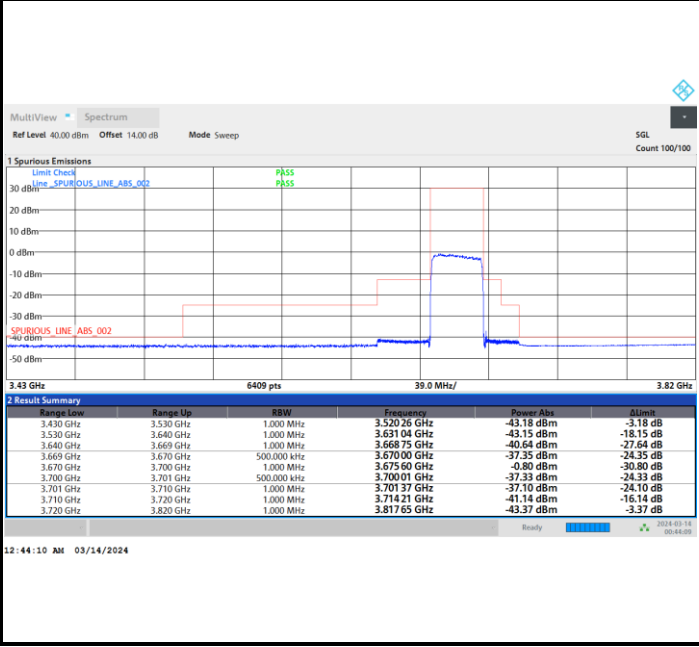 MultiView Spectrum
Ref Level 40.00 dBm Offset 14.00 dB Mode Sweep SGL
Count 100/100
1 Spurious Emissions
Limit Check PASS
Line _SPURIOUS_LINE_ABS_002 PASS
30 dBm
20 dBm
10 dBm
0 dBm
-10 dBm
-20 dBm
-30 dBm
_SPURIOUS_LINE_ABS_002
-40 dBm
-50 dBm
3.43 GHz 6409 pts 39.0 MHz/ 3.82 GHz
2 Result Summary
Range Low Range Up RBW Frequency Power Abs ΔLimit
3.430 GHz 3.530 GHz 1.000 MHz 3.520 26 GHz -43.18 dBm -3.18 dB
3.530 GHz 3.640 GHz 1.000 MHz 3.631 04 GHz -43.15 dBm -18.15 dB
3.640 GHz 3.669 GHz 1.000 MHz 3.668 75 GHz -40.64 dBm -27.64 dB
3.669 GHz 3.670 GHz 500.000 kHz 3.670 00 GHz -37.35 dBm -24.35 dB
3.670 GHz 3.700 GHz 1.000 MHz 3.675 60 GHz -0.80 dBm -30.80 dB
3.700 GHz 3.701 GHz 500.000 kHz 3.700 01 GHz -37.33 dBm -24.33 dB
3.701 GHz 3.710 GHz 1.000 MHz 3.701 37 GHz -37.10 dBm -24.10 dB
3.710 GHz 3.720 GHz 1.000 MHz 3.714 21 GHz -41.14 dBm -16.14 dB
3.720 GHz 3.820 GHz 1.000 MHz 3.817 65 GHz -43.37 dBm -3.37 dB
Ready 2024-03-14
00:44:09
12:44:10 AM 03/14/2024